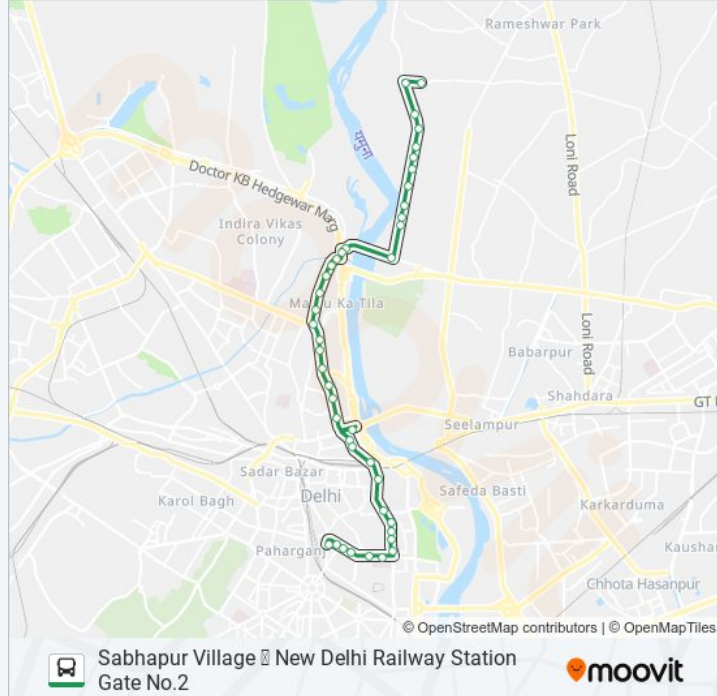 Rameshwar Park
यमुना
Loni Road
Doctor KB Hedgewar Marg
Indira Vikas
Colony
Majnu Ka Tila
Babarpur
Loni Road
Shahdara
GT
Seelampur
Sadar Bazar
Karol Bagh
Delhi
Safeda Basti
Karkarduma
Paharganj
Kaushan
Chhota Hasanpur
© OpenStreetMap contributors | © OpenMapTiles
Sabhapur Village  New Delhi Railway Station
Gate No.2
moovit